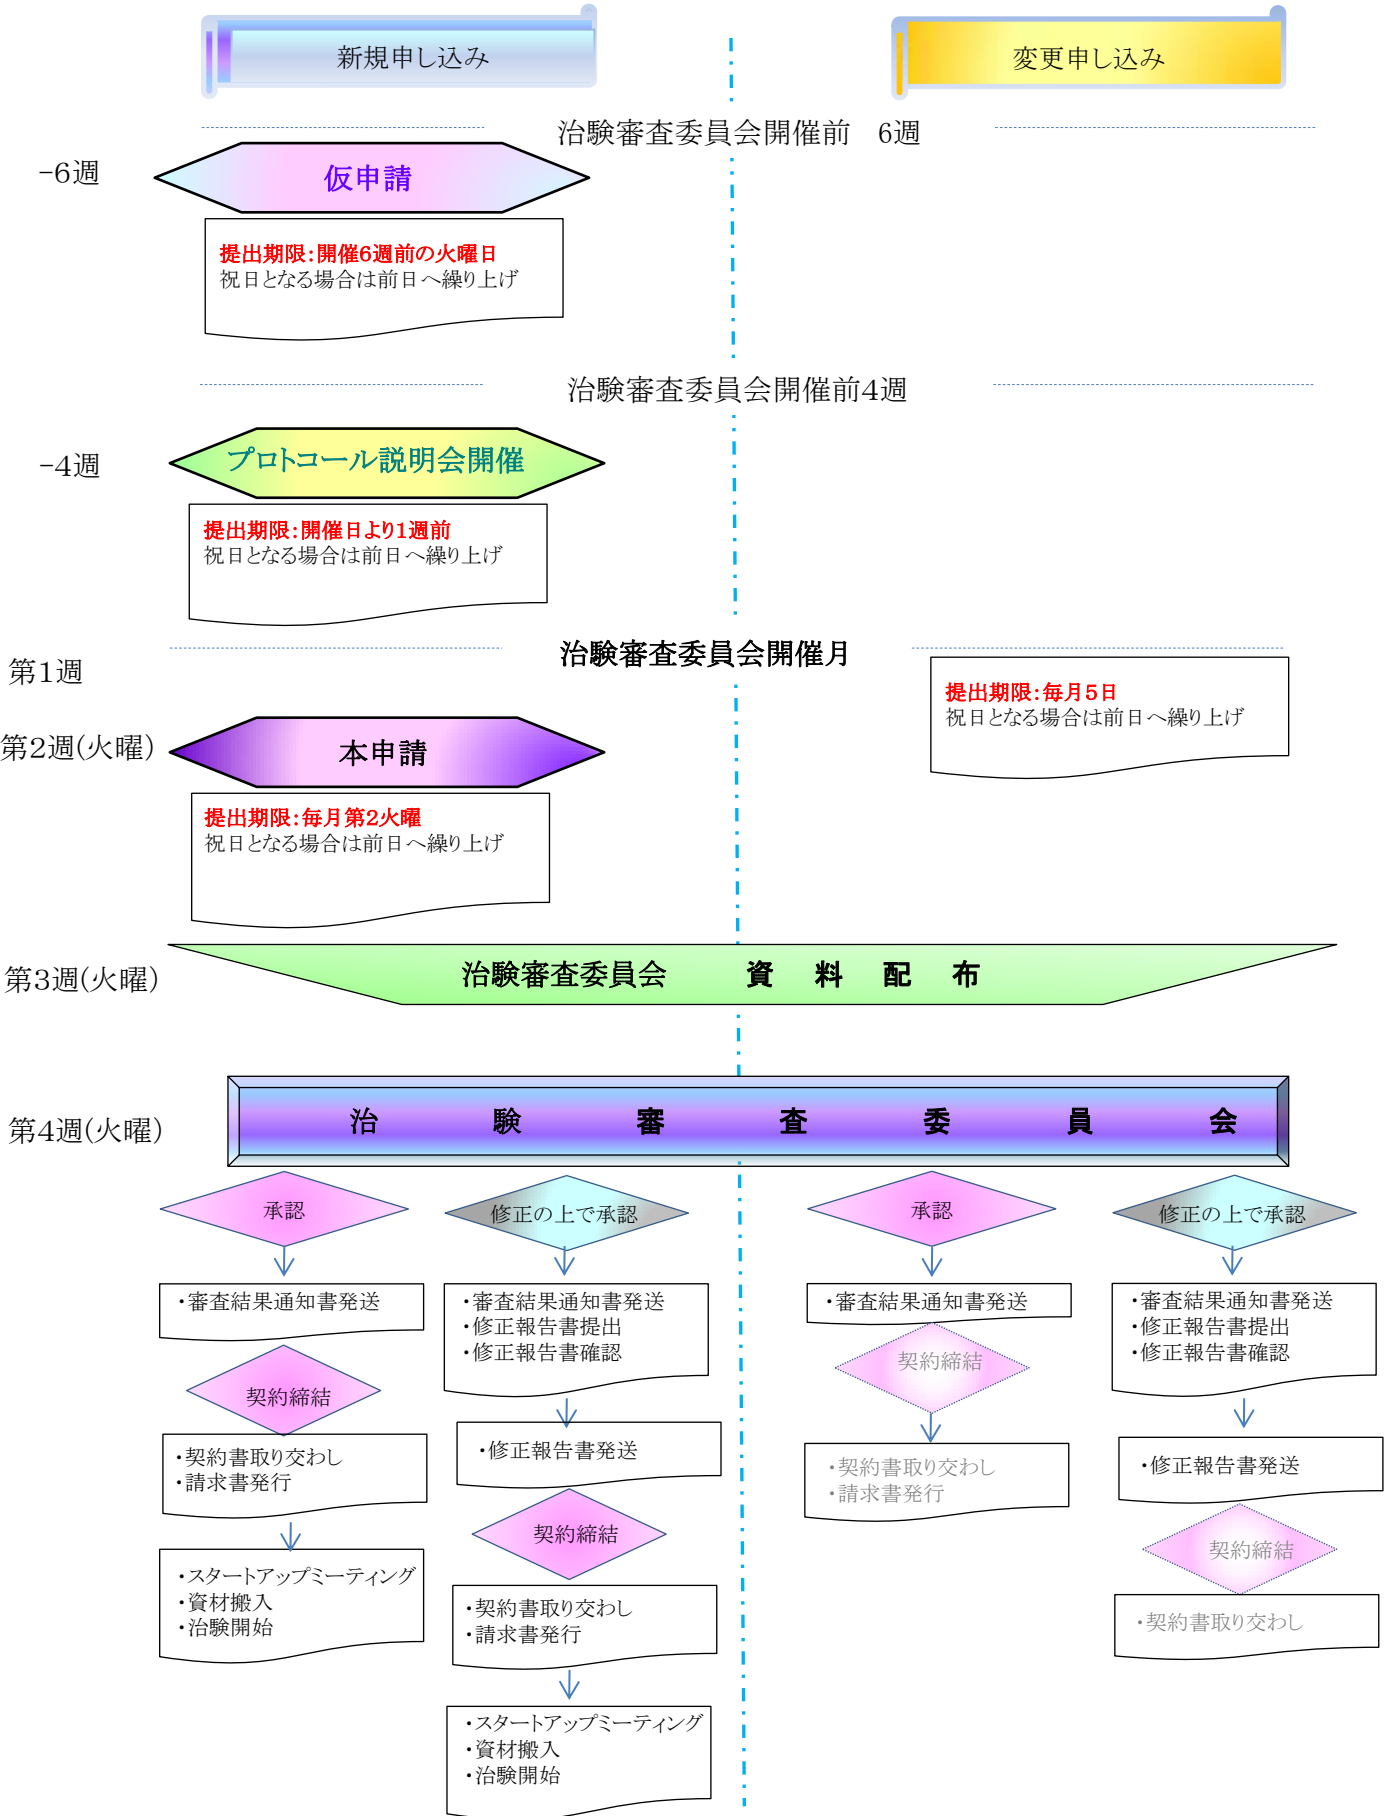 新規申し込み
変更申し込み
治験審査委員会開催前　6週
-6週
仮申請
提出期限:開催6週前の火曜日
祝日となる場合は前日へ繰り上げ
治験審査委員会開催前4週
-4週
プロトコール説明会開催
提出期限:開催日より1週前
祝日となる場合は前日へ繰り上げ
治験審査委員会開催月
第1週
提出期限:毎月5日
祝日となる場合は前日へ繰り上げ
第2週(火曜)
本申請
提出期限:毎月第2火曜
祝日となる場合は前日へ繰り上げ
第3週(火曜)
治験審査委員会　資　料　配　布
第4週(火曜)
治　験　審　査　委　員　会
承認
・審査結果通知書発送
契約締結
・契約書取り交わし
・請求書発行
・スタートアップミーティング
・資材搬入
・治験開始
修正の上で承認
・審査結果通知書発送
・修正報告書提出
・修正報告書確認
・修正報告書発送
契約締結
・契約書取り交わし
・請求書発行
・スタートアップミーティング
・資材搬入
・治験開始
承認
・審査結果通知書発送
契約締結
・契約書取り交わし
・請求書発行
修正の上で承認
・審査結果通知書発送
・修正報告書提出
・修正報告書確認
・修正報告書発送
契約締結
・契約書取り交わし